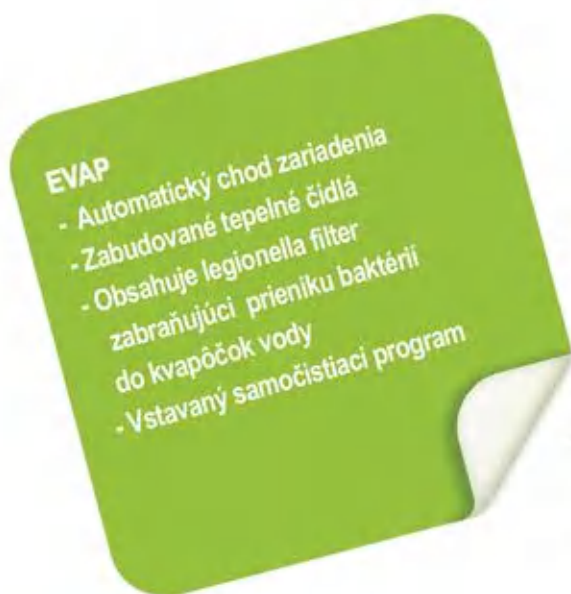 EVAP
- Automatický chod zariadenia
- Zabudované tepelné čidlá
- Obsahuje legionella filter
zabraňujúci prieniku baktérií
do kvapôčok vody
- Vstavaný samočistiaci program